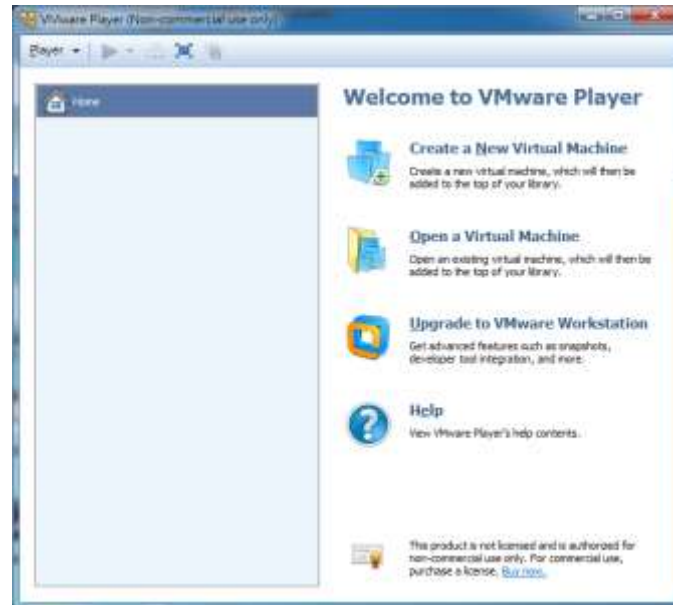 VMware Player (Non-commercial use only)
Player
Home
Welcome to VMware Player
Create a New Virtual Machine
Create a new virtual machine, which will then be
added to the top of your library.
Open a Virtual Machine
Open an existing virtual machine, which will then be
added to the top of your library.
Upgrade to VMware Workstation
Get advanced features such as snapshots,
developer tool integration, and more.
Help
View VMware Player's help contents.
This product is not licensed and is authorized for
non-commercial use only. For commercial use,
purchase a license. Buy now.